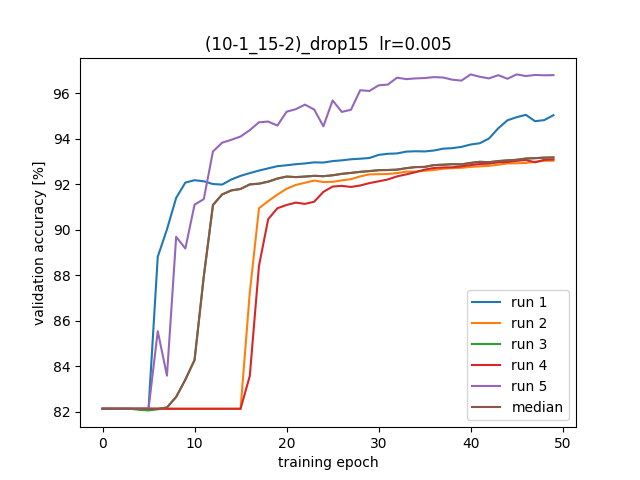 (10-1_15-2)_drop15  lr=0.005
validation accuracy [%]
96
94
92
90
88
86
84
82
0
10
20
30
40
50
training epoch
run 1
run 2
run 3
run 4
run 5
median